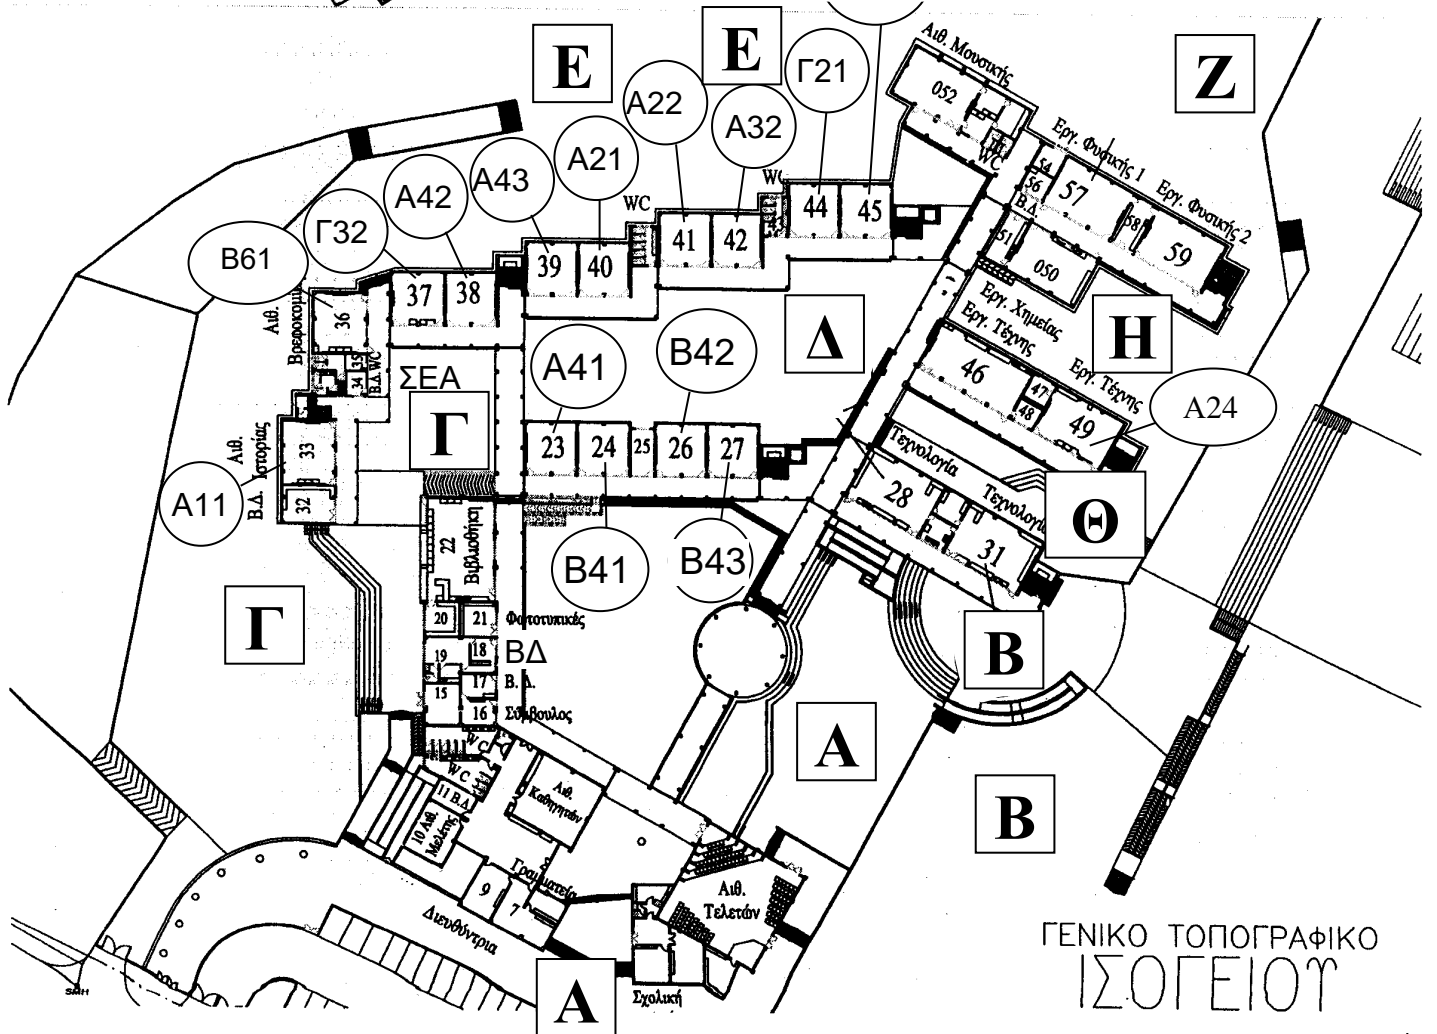 Ε
Ε
Ζ
Αιθ. Μουσικής
052
WC
Α22
Α32
Γ21
Εργ. Φυσικής 1
Εργ. Φυσικής 2
54
56
Β.Δ.
57
58
59
51
050
Εργ. Χημείας
Α42
Α43
Α21
WC
WC
41
42
43
44
45
39
40
Β61
Γ32
37
38
Αιθ.
36
35
34
Β.Δ.
WC
ΣΕΑ
Δ
Η
Εργ. Τέχνης
Εργ. Τέχνης
46
47
48
49
Α24
Γ
Α41
Β42
23
24
25
26
27
Τεχνολογία
Τεχνολογία
28
31
Θ
Αιθ.
Ιστορίας
33
32
Β.Δ.
Α11
22
Βιβλιοθήκη
Β41
Β43
Γ
Β
20
21
Φωτοτυπικές
19
18
ΒΔ
17
Β.Δ.
15
16
Σύμβουλος
Α
Β
WC
WC
11 Β.Δ.
10 Αιθ.
Μελέτης
Αιθ.
Καθηγητών
Γραμματεία
9
7
Διευθύντρια
Αιθ.
Τελετών
Σχολική
Α
ΓΕΝΙΚΟ ΤΟΠΟΓΡΑΦΙΚΟ
ΙΣΟΓΕΙΟΥ